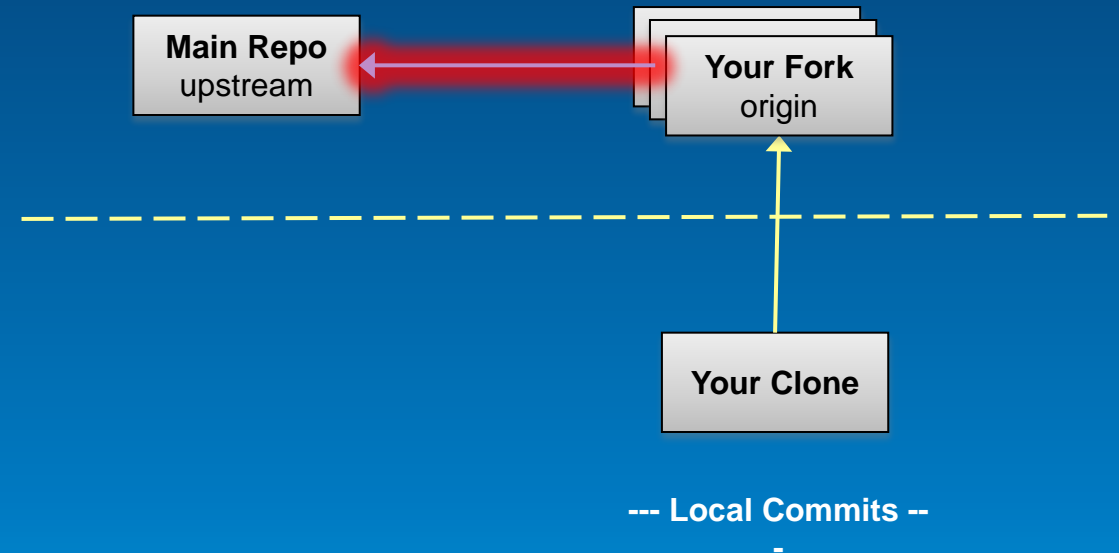 Main Repo
upstream
Your Fork
origin
Your Clone
--- Local Commits --
-